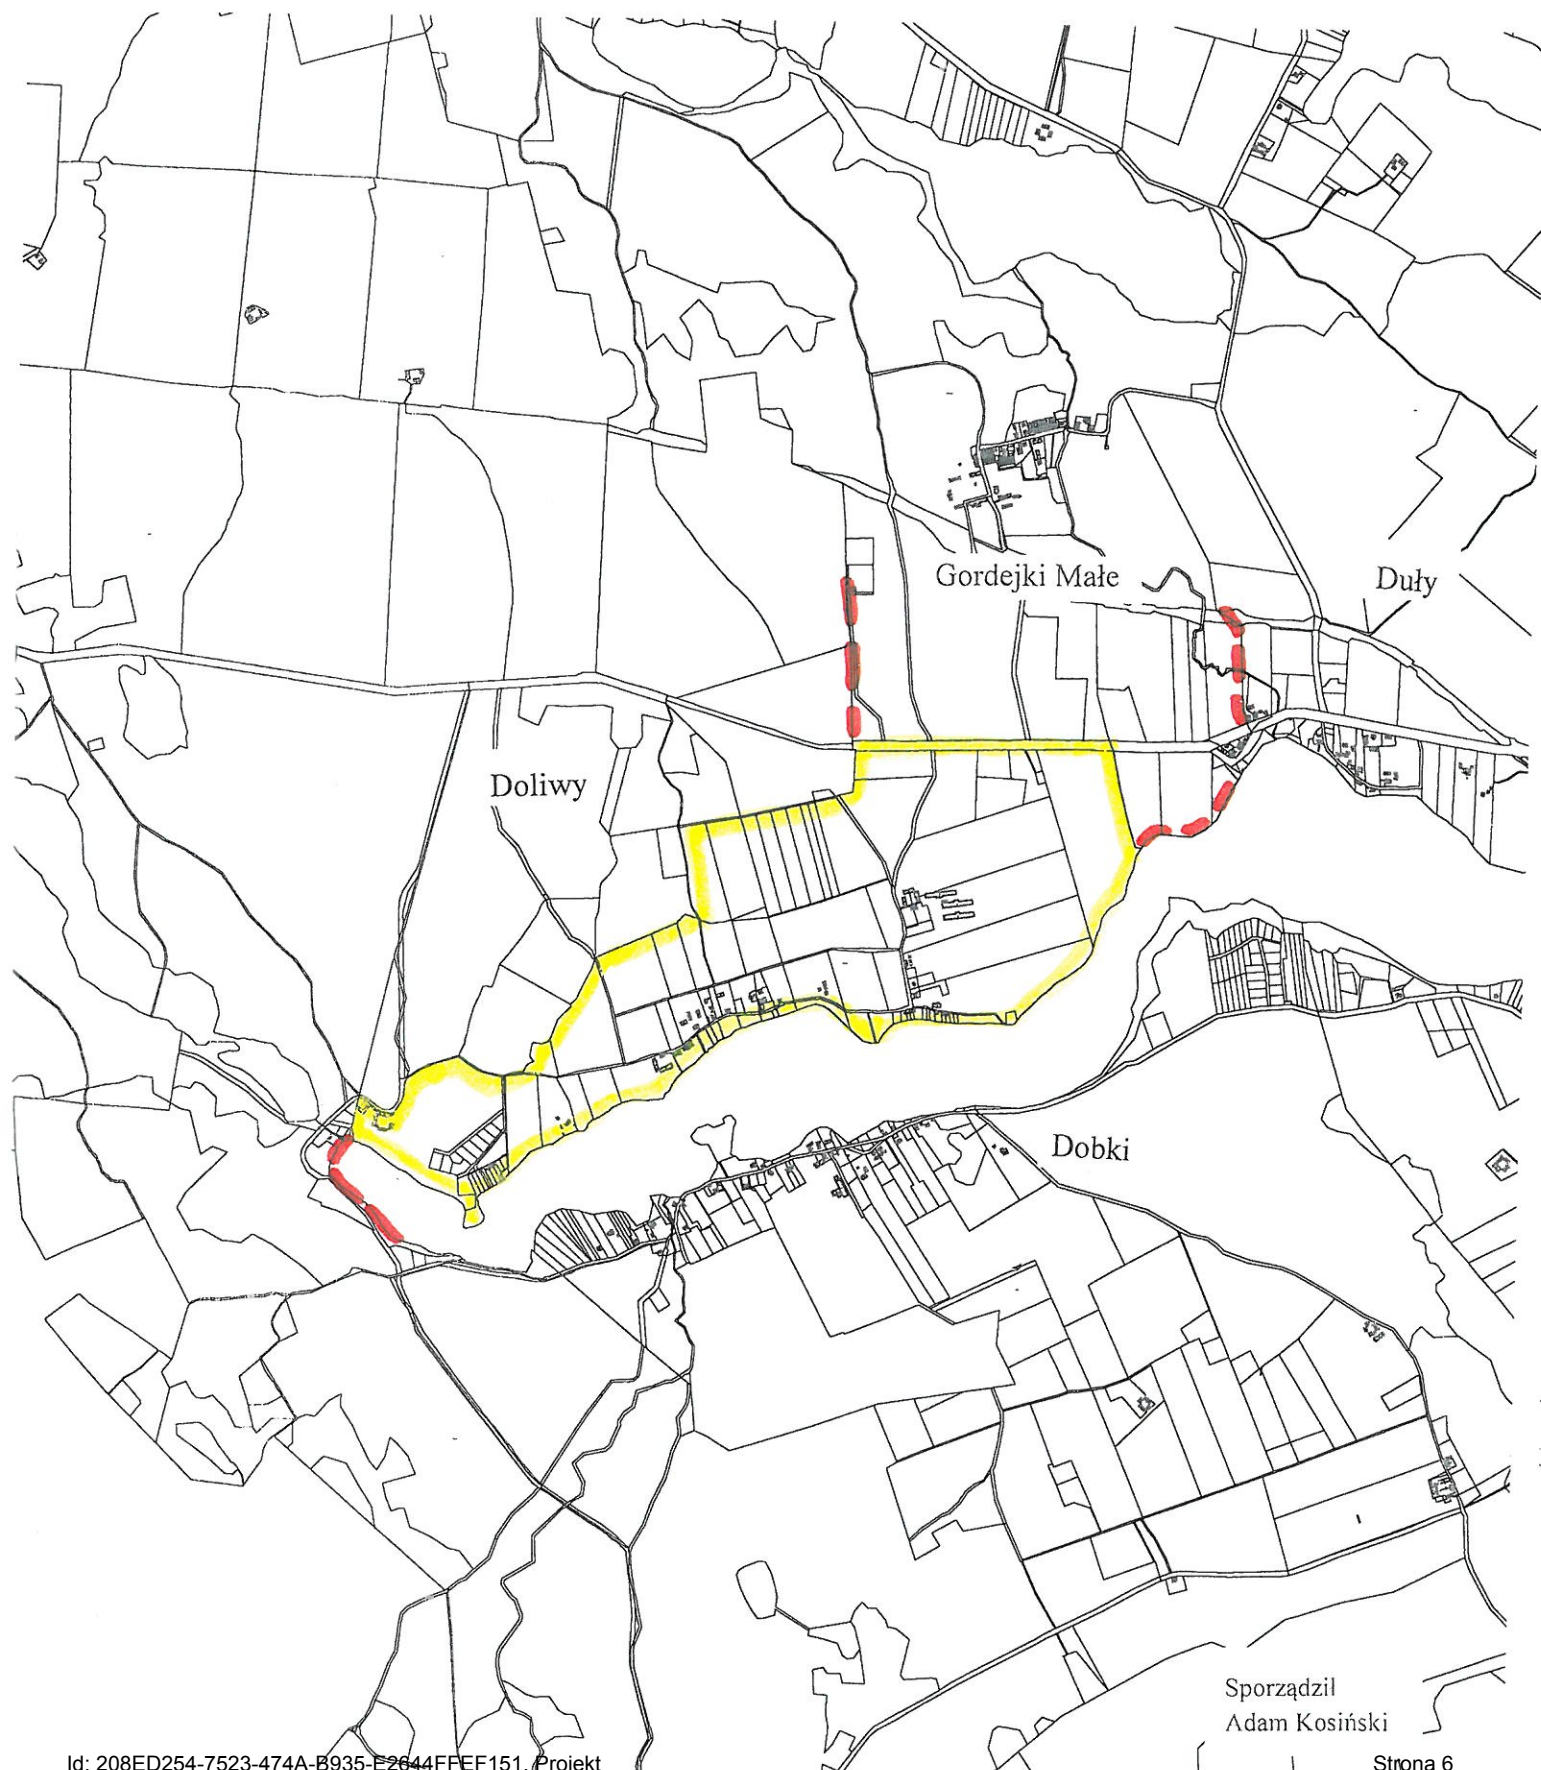 Gordejki Małe
Duły
Doliwy
Dobki
Sporządził
Adam Kosiński
Id: 208ED254-7523-474A-B935-E2644FFEF151. Projekt
Strona 6